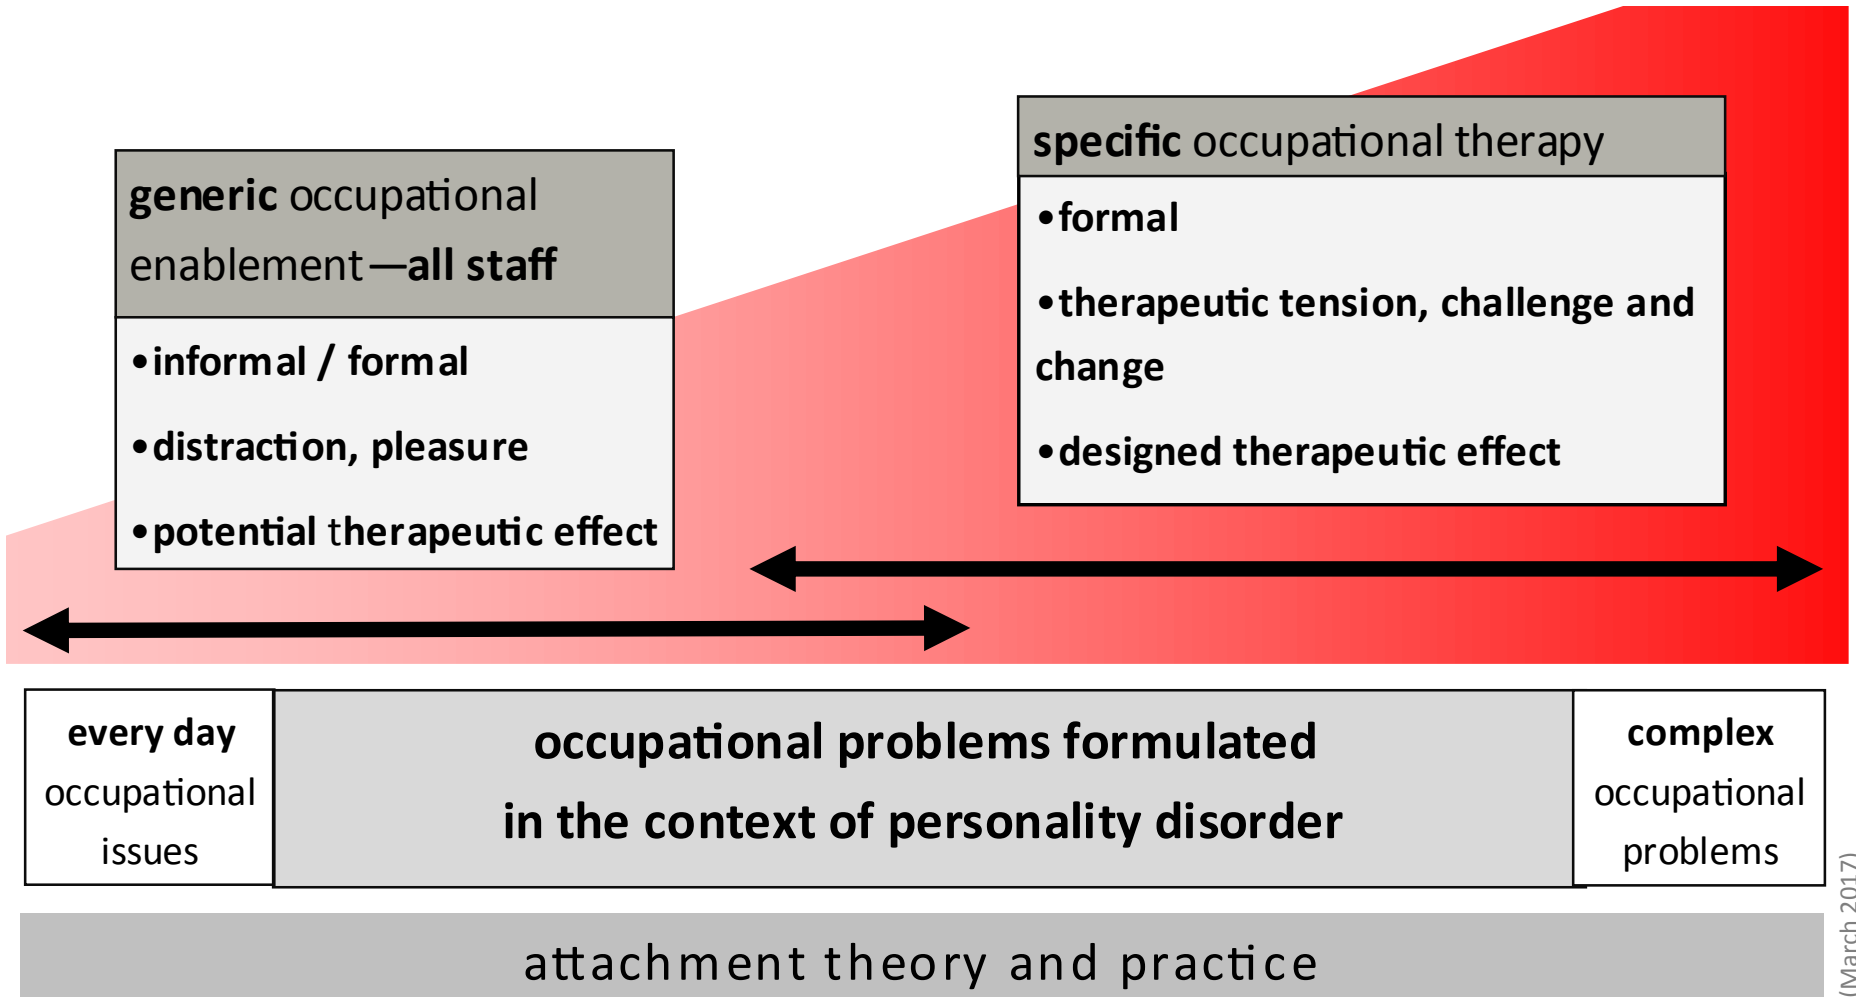 generic occupational
enablement—all staff
•informal / formal
•distraction, pleasure
•potential therapeutic effect
specific occupational therapy
•formal
•therapeutic tension, challenge and
change
•designed therapeutic effect
every day
occupational
issues
occupational problems formulated
in the context of personality disorder
complex
occupational
problems
attachment theory and practice
(March 2017)